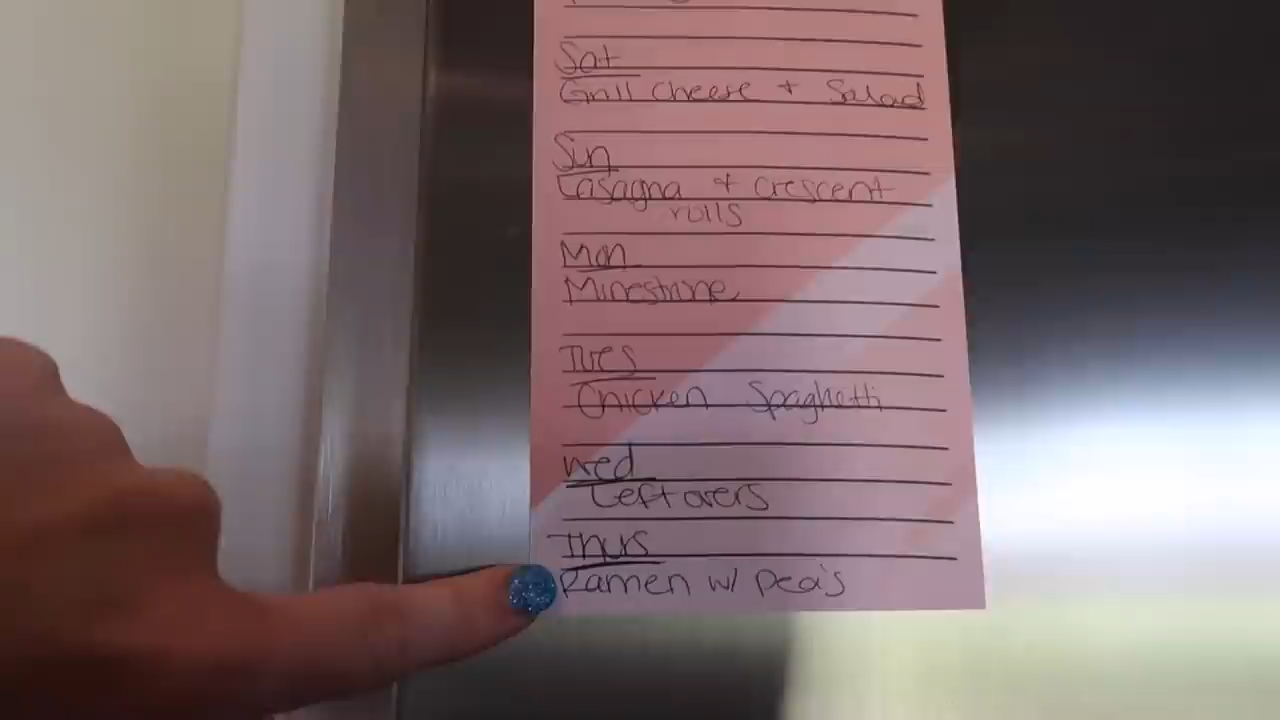 Sat
Grill cheese + Salad
Sun
Lasagna + crescent
rolls
Mon
Minestrone
Tues
Chicken Spaghetti
Wed
Leftovers
Thurs
Ramen w/ pea's